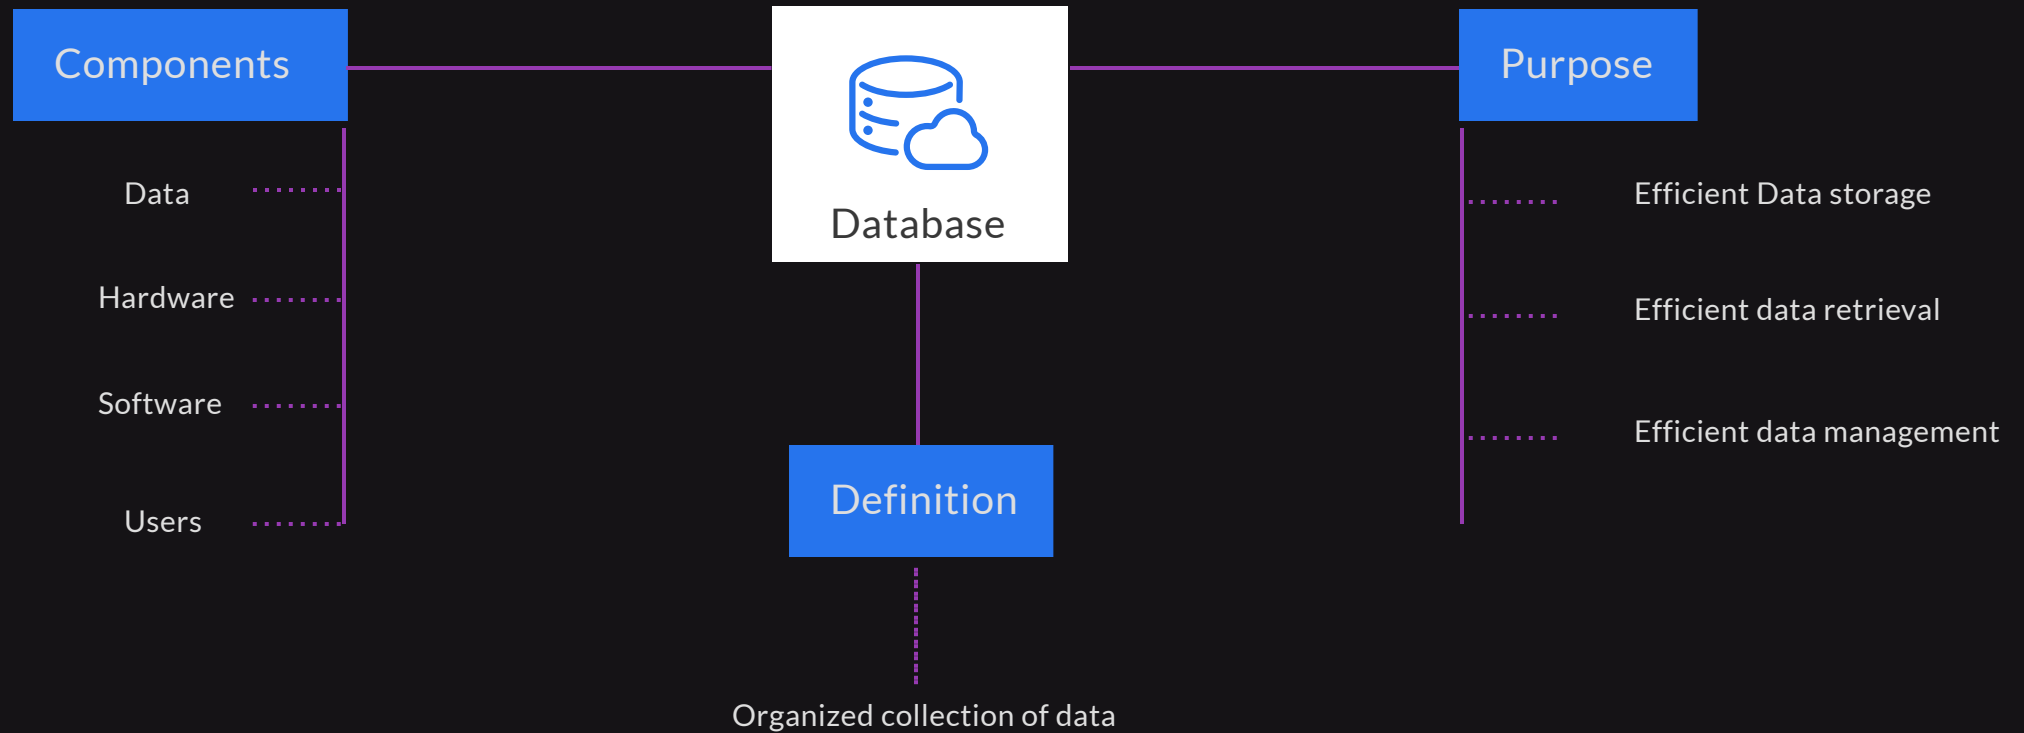 Components
Database
Purpose
Data
Hardware
Software
Users
Efficient Data storage
Efficient data retrieval
Efficient data management
Definition
Organized collection of data